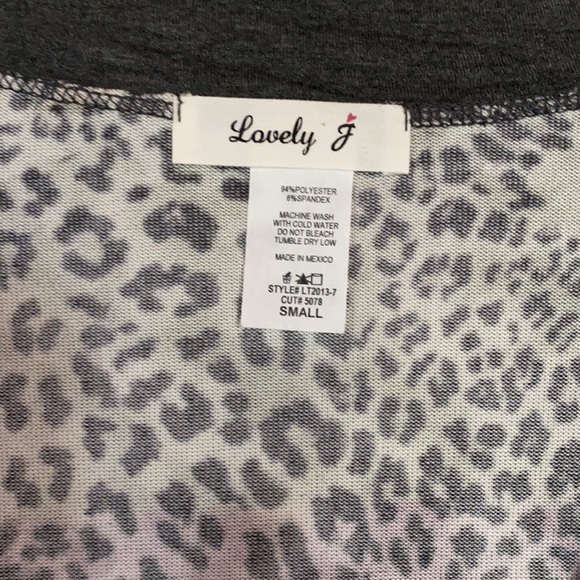 Lovely J
94%POLYESTER
6%SPANDEX
MACHINE WASH
WITH COLD WATER
DO NOT BLEACH
TUMBLE DRY LOW
MADE IN MEXICO
STYLE# LT2013-7
CUT# 5078
SMALL